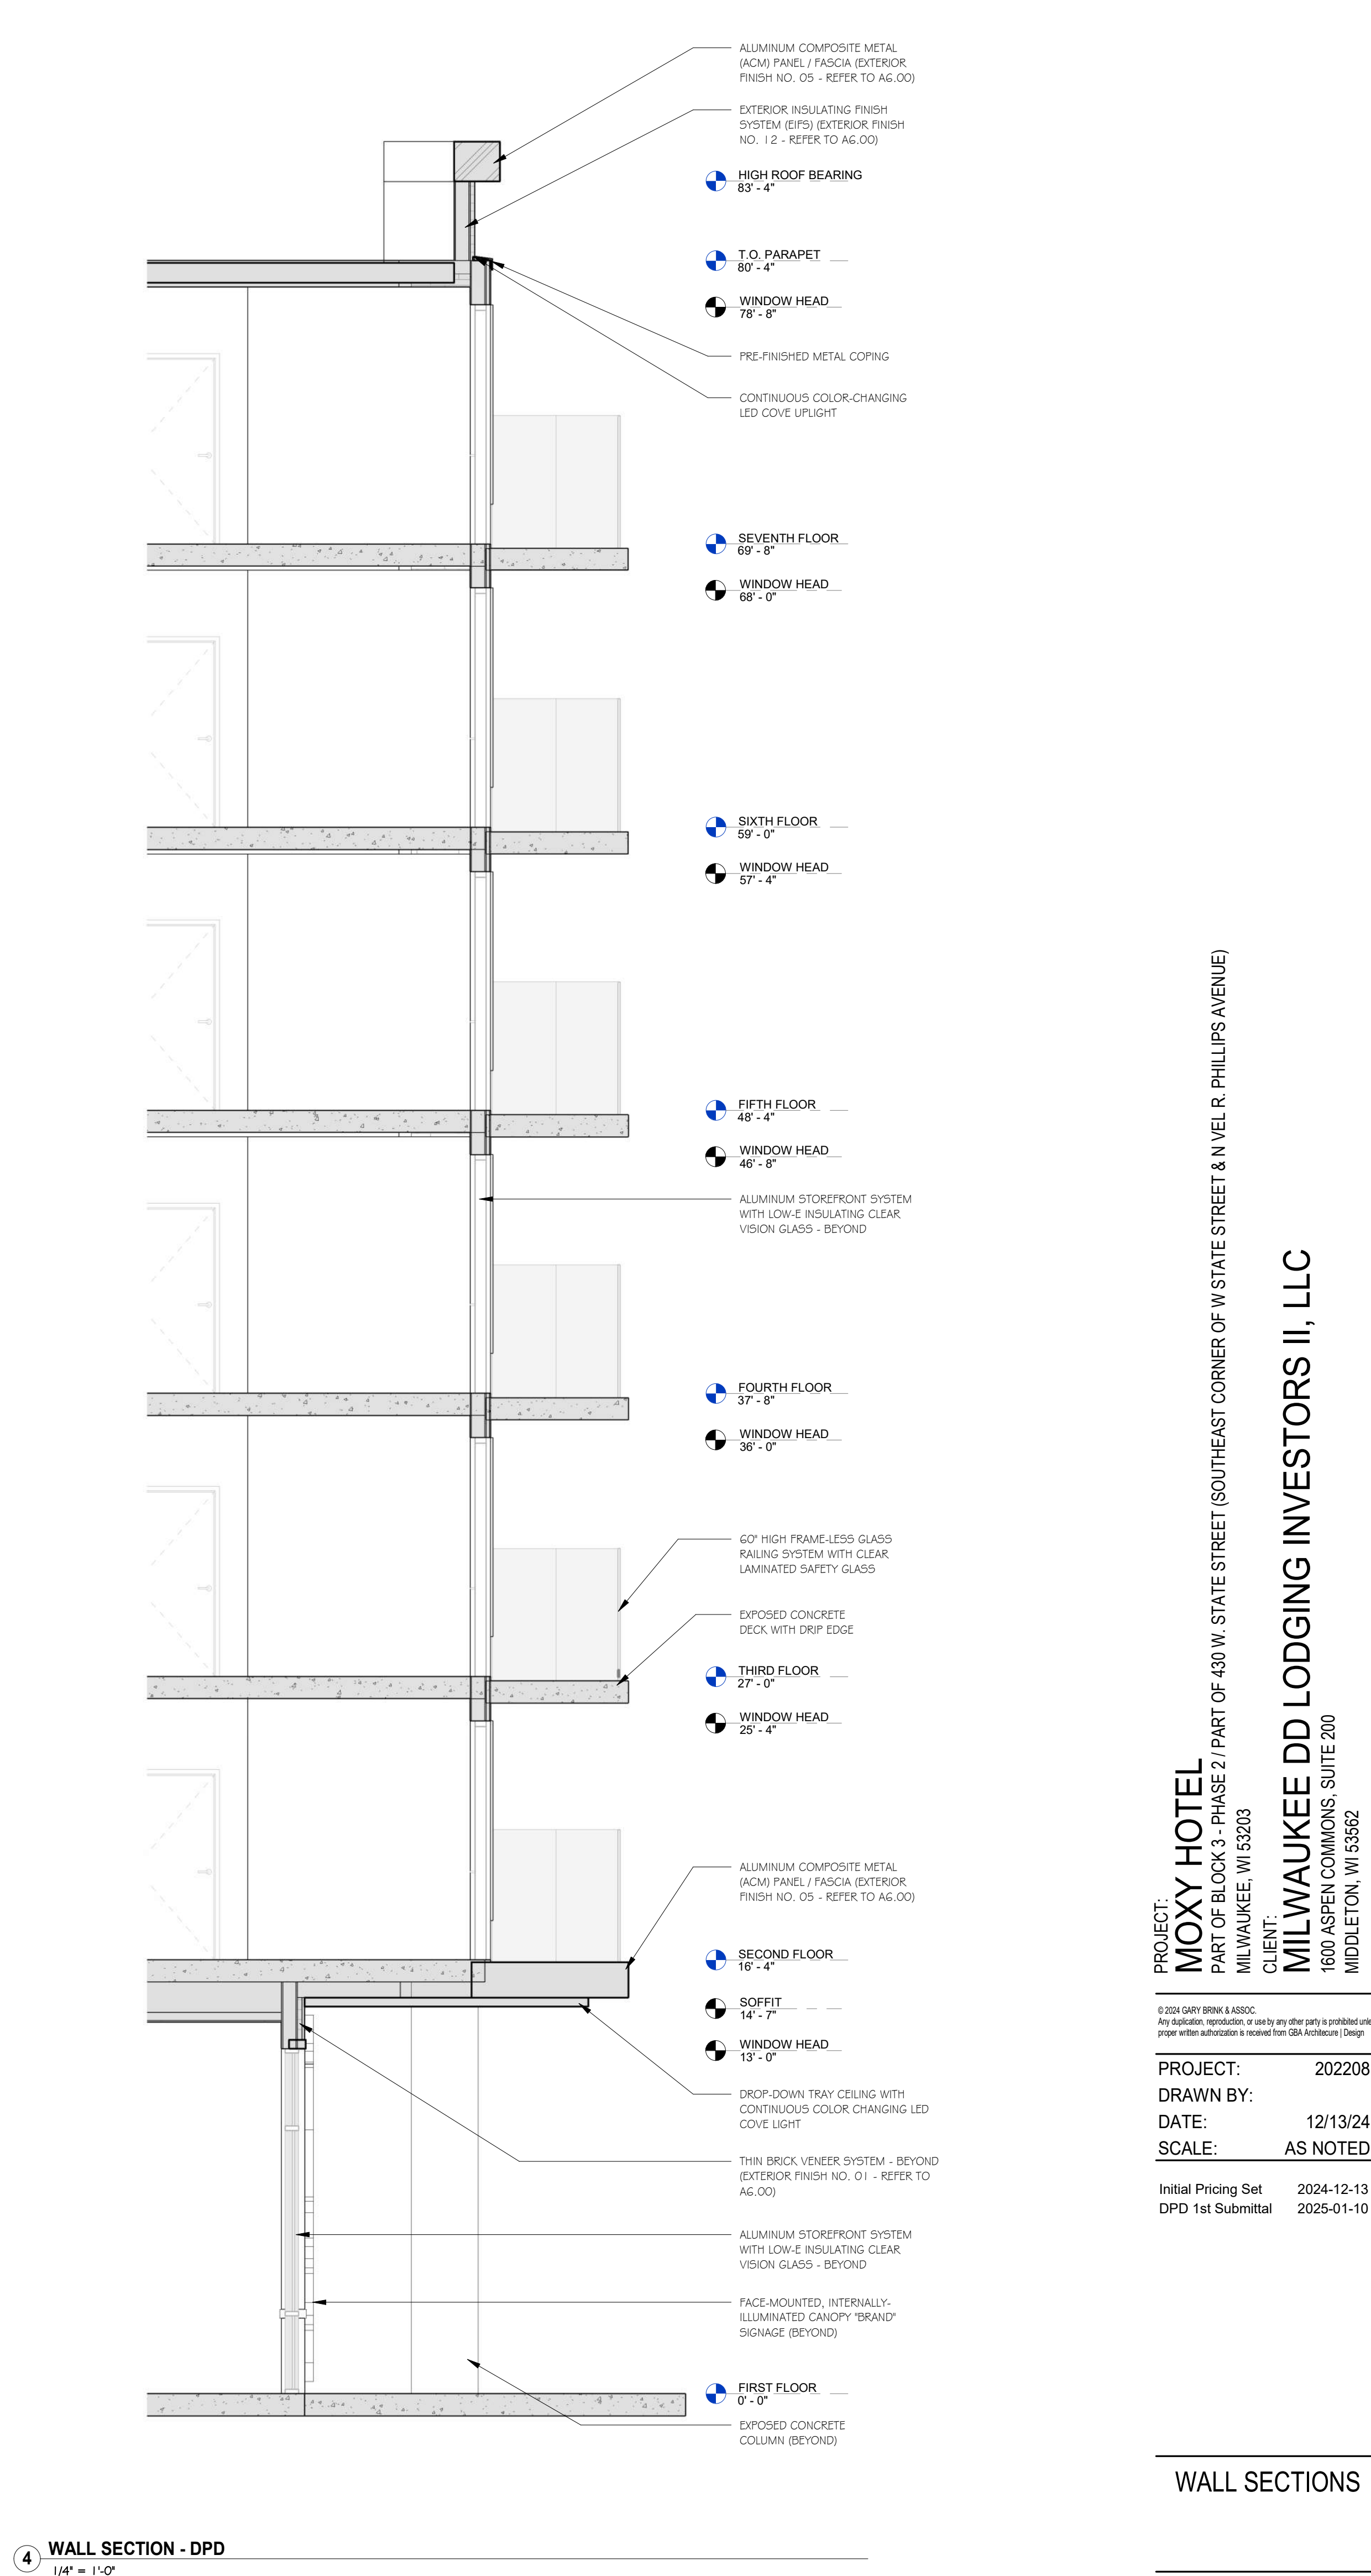 ALUMINUM COMPOSITE METAL
(ACM) PANEL / FASCIA (EXTERIOR
FINISH NO. 05 - REFER TO A6.00)
EXTERIOR INSULATING FINISH
SYSTEM (EIFS) (EXTERIOR FINISH
NO. 12 - REFER TO A6.00)
HIGH ROOF BEARING
83' - 4"
T.O. PARAPET
80' - 4"
WINDOW HEAD
78' - 8"
PRE-FINISHED METAL COPING
CONTINUOUS COLOR-CHANGING
LED COVE UPLIGHT
SEVENTH FLOOR
69' - 8"
WINDOW HEAD
68' - 0"
SIXTH FLOOR
59' - 0"
WINDOW HEAD
57' - 4"
FIFTH FLOOR
48' - 4"
WINDOW HEAD
46' - 8"
ALUMINUM STOREFRONT SYSTEM
WITH LOW-E INSULATING CLEAR
VISION GLASS - BEYOND
FOURTH FLOOR
37' - 8"
WINDOW HEAD
36' - 0"
60" HIGH FRAME-LESS GLASS
RAILING SYSTEM WITH CLEAR
LAMINATED SAFETY GLASS
EXPOSED CONCRETE
DECK WITH DRIP EDGE
THIRD FLOOR
27' - 0"
WINDOW HEAD
25' - 4"
ALUMINUM COMPOSITE METAL
(ACM) PANEL / FASCIA (EXTERIOR
FINISH NO. 05 - REFER TO A6.00)
SECOND FLOOR
16' - 4"
SOFFIT
14' - 7"
WINDOW HEAD
13' - 0"
DROP-DOWN TRAY CEILING WITH
CONTINUOUS COLOR CHANGING LED
COVE LIGHT
THIN BRICK VENEER SYSTEM - BEYOND
(EXTERIOR FINISH NO. 01 - REFER TO
A6.00)
ALUMINUM STOREFRONT SYSTEM
WITH LOW-E INSULATING CLEAR
VISION GLASS - BEYOND
FACE-MOUNTED, INTERNALLY-
ILLUMINATED CANOPY "BRAND"
SIGNAGE (BEYOND)
FIRST FLOOR
0' - 0"
EXPOSED CONCRETE
COLUMN (BEYOND)
4
WALL SECTION - DPD
1/4" = 1'-0"
PROJECT:
MOXY HOTEL
PART OF BLOCK 3 - PHASE 2 / PART OF 430 W. STATE STREET (SOUTHEAST CORNER OF W STATE STREET & N VEL R. PHILLIPS AVENUE)
MILWAUKEE, WI 53203
CLIENT:
MILWAUKEE DD LODGING INVESTORS II, LLC
1600 ASPEN COMMONS, SUITE 200
MIDDLETON, WI 53562
© 2024 GARY BRINK & ASSOC.
Any duplication, reproduction, or use by any other party is prohibited unle
proper written authorization is received from GBA Architecure | Design
PROJECT: 202208
DRAWN BY:
DATE: 12/13/24
SCALE: AS NOTED
Initial Pricing Set 2024-12-13
DPD 1st Submittal 2025-01-10
WALL SECTIONS